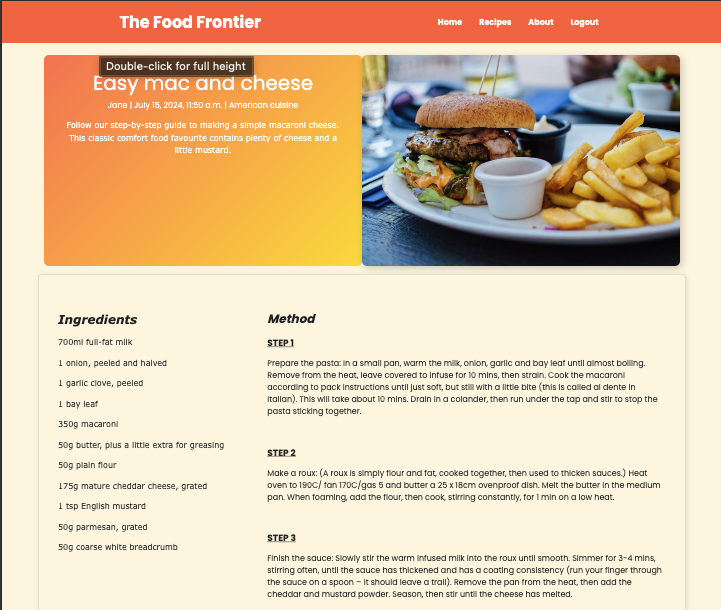 The Food Frontier
Home Recipes About Logout
Double-click for full height
Easy mac and cheese
Jane | July 15, 2024, 11:50 a.m. | American cuisine
Follow our step-by-step guide to making a simple macaroni cheese.
This classic comfort food favourite contains plenty of cheese and a
little mustard.
Ingredients
700ml full-fat milk
1 onion, peeled and halved
1 garlic clove, peeled
1 bay leaf
350g macaroni
50g butter, plus a little extra for greasing
50g plain flour
175g mature cheddar cheese, grated
1 tsp English mustard
50g parmesan, grated
50g coarse white breadcrumb
Method
STEP 1
Prepare the pasta: in a small pan, warm the milk, onion, garlic and bay leaf until almost boiling.
Remove from the heat, leave covered to infuse for 10 mins, then strain. Cook the macaroni
according to pack instructions until just soft, but still with a little bite (this is called al dente in
Italian). This will take about 10 mins. Drain in a colander, then run under the tap and stir to stop the
pasta sticking together.
STEP 2
Make a roux: (A roux is simply flour and fat, cooked together, then used to thicken sauces.) Heat
oven to 190C/ fan 170C/gas 5 and butter a 25 x 18cm ovenproof dish. Melt the butter in the medium
pan. When foaming, add the flour, then cook, stirring constantly, for 1 min on a low heat.
STEP 3
Finish the sauce: Slowly stir the warm infused milk into the roux until smooth. Simmer for 3-4 mins,
stirring often, until the sauce has thickened and has a coating consistency (run your finger through
the sauce on a spoon – it should leave a trail). Remove the pan from the heat, then add the
cheddar and mustard powder. Season, then stir until the cheese has melted.